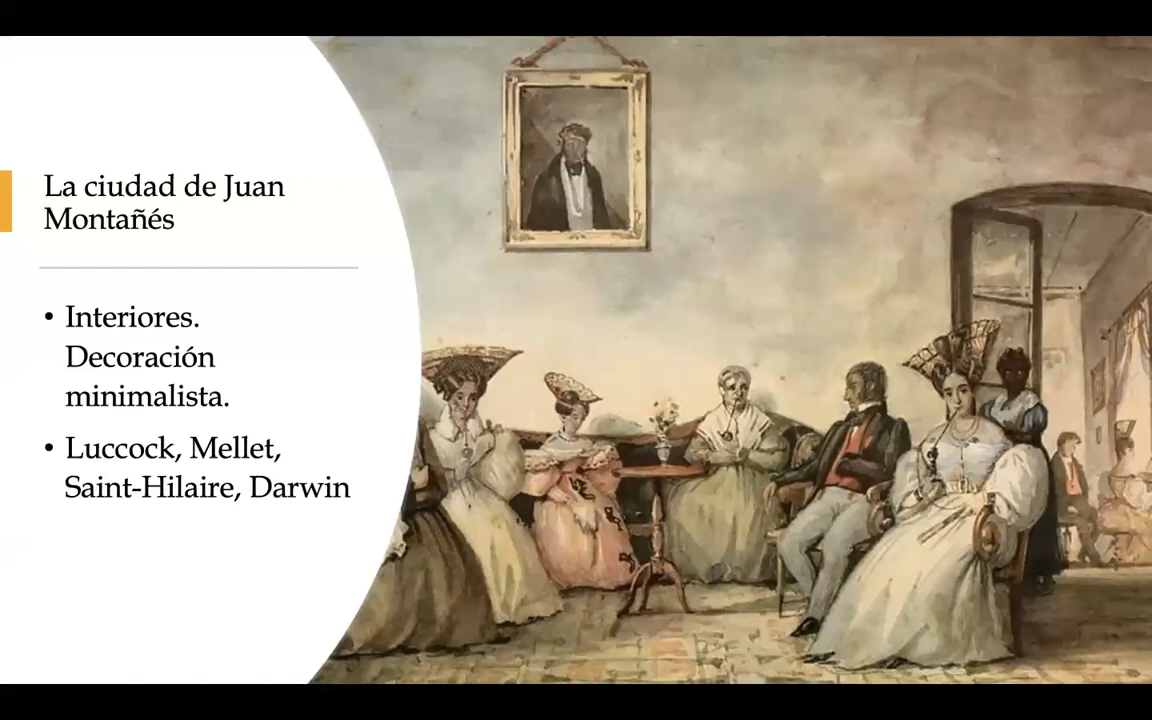 La ciudad de Juan
Montañés
• Interiores.
Decoración
minimalista.
• Luccock, Mellet,
Saint-Hilaire, Darwin